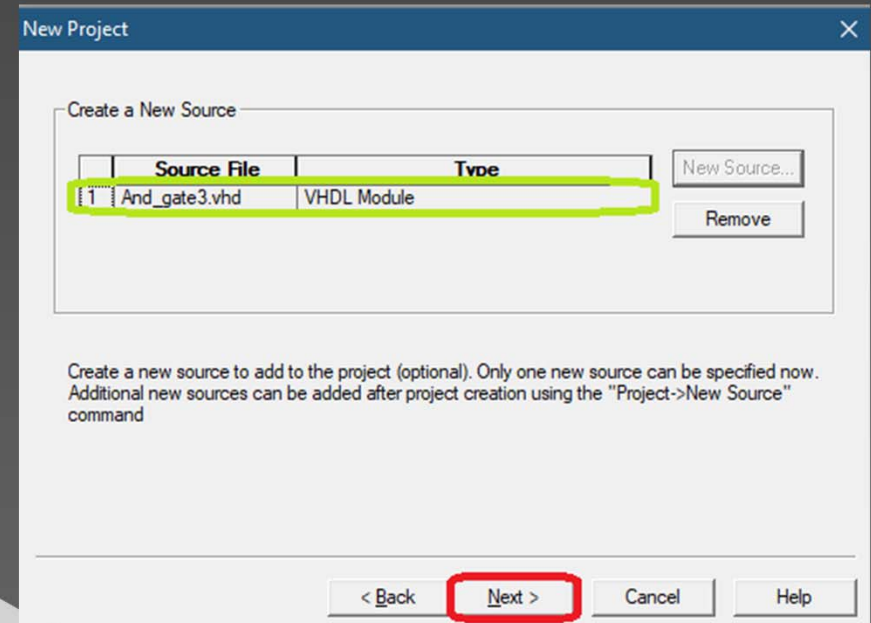 New Project
Create a New Source
Source File Type
1 And_gate3.vhd VHDL Module
New Source...
Remove
Create a new source to add to the project (optional). Only one new source can be specified now.
Additional new sources can be added after project creation using the "Project->New Source"
command
< Back Next > Cancel Help